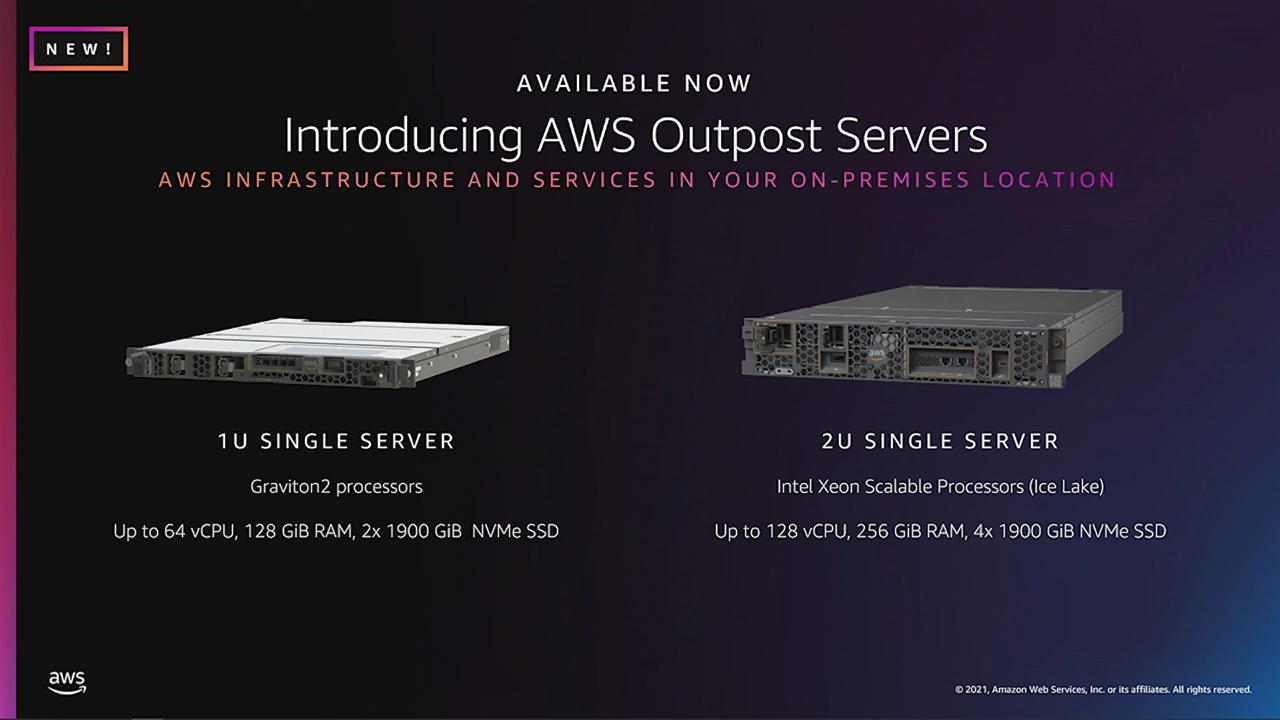 NEW!
AVAILABLE NOW
Introducing AWS Outpost Servers
AWS INFRASTRUCTURE AND SERVICES IN YOUR ON-PREMISES LOCATION
aws
1U SINGLE SERVER
Graviton2 processors
Up to 64 vCPU, 128 GiB RAM, 2x 1900 GiB NVMe SSD
2U SINGLE SERVER
Intel Xeon Scalable Processors (Ice Lake)
Up to 128 vCPU, 256 GiB RAM, 4x 1900 GiB NVMe SSD
aws
© 2021, Amazon Web Services, Inc. or its affiliates. All rights reserved.